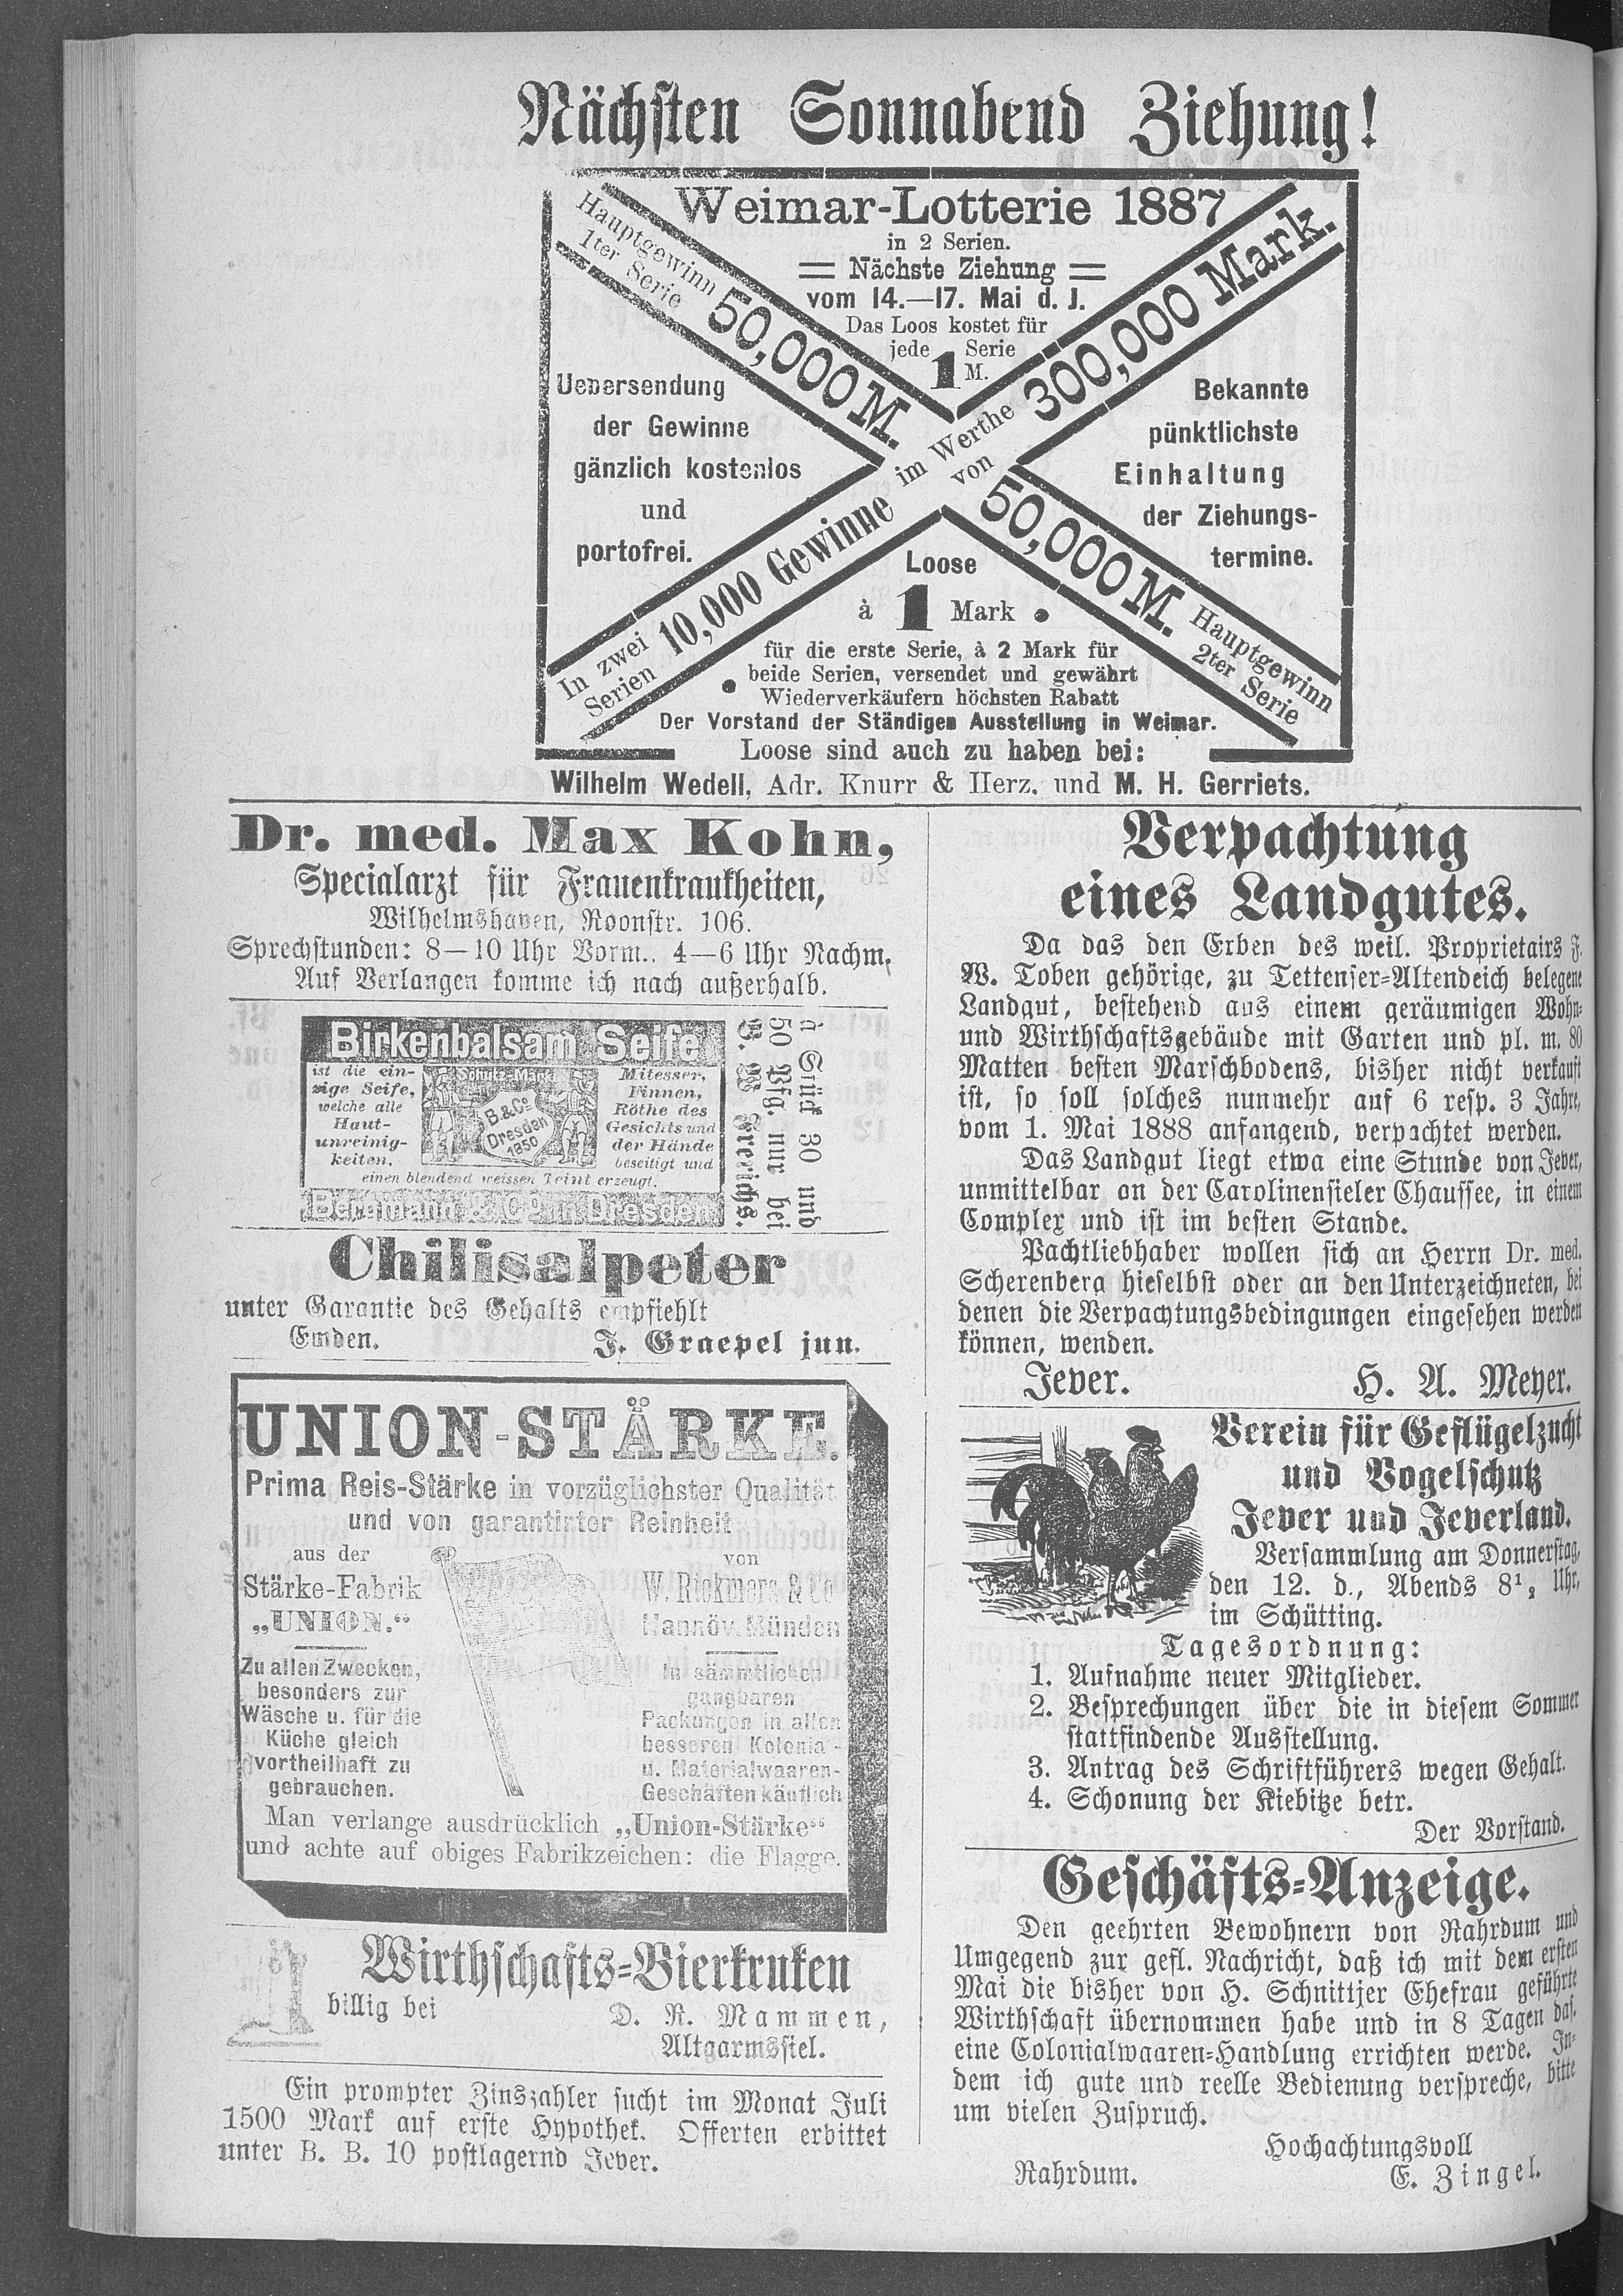 Nächsten Sonnabend Ziehung!
Weimar-Lotterie 1887
in 2 Serien.
Nächste Ziehung
vom 14.—17. Mai d. J.
Das Loos kostet für
jede Serie
1 M.
Hauptgewinn
1ter Serie
50,000 M.
In zwei
Serien
10,000 Gewinne
im Werthe
von
300,000 Mark.
50,000 M.
Hauptgewinn
2ter Serie
Uebersendung
der Gewinne
gänzlich kostenlos
und
portofrei.
Bekannte
pünktlichste
Einhaltung
der Ziehungs-
termine.
Loose
à 1 Mark
für die erste Serie, à 2 Mark für
beide Serien, versendet und gewährt
Wiederverkäufern höchsten Rabatt
Der Vorstand der Ständigen Ausstellung in Weimar.
Loose sind auch zu haben bei:
Wilhelm Wedell, Adr. Knurr & Herz. und M. H. Gerriets.
Dr. med. Max Kohn,
Specialarzt für Frauenkrankheiten,
Wilhelmshaven, Roonstr. 106.
Sprechstunden: 8—10 Uhr Vorm., 4—6 Uhr Nachm.
Auf Verlangen komme ich nach außerhalb.
Birkenbalsam Seife
ist die ein-
zige Seife,
welche alle
Haut-
unreinig-
keiten,
Schutz-Marke
B. & Co.
Dresden
1850
Mitesser,
Finnen,
Röthe des
Gesichts und
der Hände
beseitigt und
einen blendend weissen Teint erzeugt.
Bergmann & Co. in Dresden.
à Stück 30 und
50 Pfg. nur bei
Gerichs.
Chilisalpeter
unter Garantie des Gehalts empfiehlt
Emden. J. Graepel jun.
UNION-STÄRKE.
Prima Reis-Stärke in vorzüglichster Qualität
und von garantirter Reinheit
aus der
Stärke-Fabrik
„UNION.“
von
W. Rickmers & Co
Hannöv. Münden
Zu allen Zwecken,
besonders zur
Wäsche u. für die
Küche gleich
vortheilhaft zu
gebrauchen.
In sämmtlichen
gangbaren
Packungen in allen
besseren Kolonial-
u. Materialwaaren-
Geschäften käuflich
Man verlange ausdrücklich „Union-Stärke“
und achte auf obiges Fabrikzeichen: die Flagge.
Wirthschafts-Bierkruken
billig bei D. R. Mammen,
Altgarmssiel.
Ein prompter Zinszahler sucht im Monat Juli
1500 Mark auf erste Hypothek. Offerten erbittet
unter B. B. 10 postlagernd Jever.
Verpachtung
eines Landgutes.
Da das den Erben des weil. Proprietairs F.
W. Toben gehörige, zu Tettenser-Altendeich belegene
Landgut, bestehend aus einem geräumigen Wohn-
und Wirthschaftsgebäude mit Garten und pl. m. 80
Matten besten Marschbodens, bisher nicht verkauft
ist, so soll solches nunmehr auf 6 resp. 3 Jahre,
vom 1. Mai 1888 anfangend, verpachtet werden.
Das Landgut liegt etwa eine Stunde von Jever,
unmittelbar an der Carolinensieler Chaussee, in einem
Complex und ist im besten Stande.
Pachtliebhaber wollen sich an Herrn Dr. med.
Scherenberg hieselbst oder an den Unterzeichneten, bei
denen die Verpachtungsbedingungen eingesehen werden
können, wenden.
Jever. H. A. Meyer.
Verein für Geflügelzucht
und Vogelschutz
Jever und Jeverland.
Versammlung am Donnerstag,
den 12. d., Abends 8½ Uhr,
im Schütting.
Tagesordnung:
1. Aufnahme neuer Mitglieder.
2. Besprechungen über die in diesem Sommer
stattfindende Ausstellung.
3. Antrag des Schriftführers wegen Gehalt.
4. Schonung der Kiebitze betr.
Der Vorstand.
Geschäfts-Anzeige.
Den geehrten Bewohnern von Rahrdum und
Umgegend zur gefl. Nachricht, daß ich mit dem ersten
Mai die bisher von H. Schnittjer Ehefrau geführte
Wirthschaft übernommen habe und in 8 Tagen das.
eine Colonialwaaren-Handlung errichten werde. In-
dem ich gute und reelle Bedienung verspreche, bitte
um vielen Zuspruch.
Hochachtungsvoll
Rahrdum. E. Zingel.